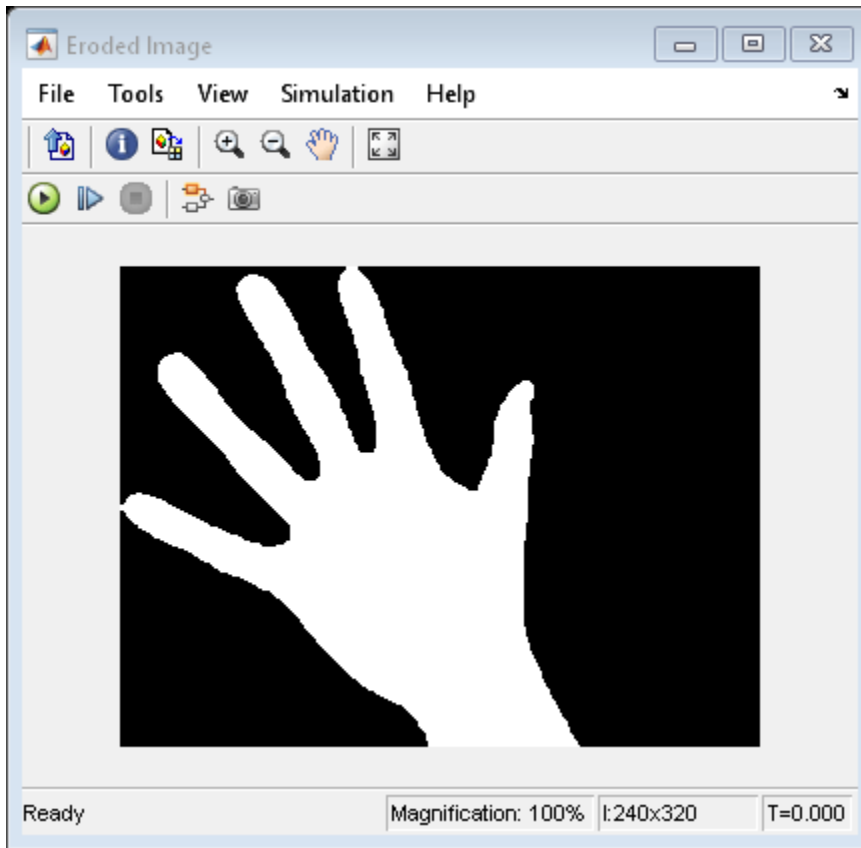 Eroded Image
File Tools View Simulation Help
Ready Magnification: 100% I:240x320 T=0.000